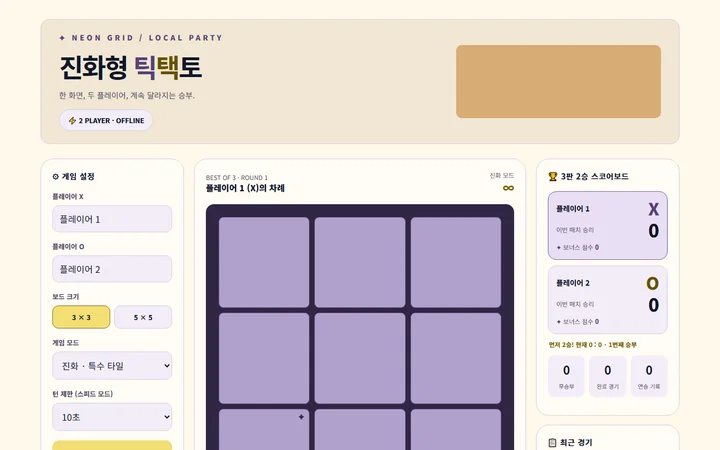 ✦ NEON GRID / LOCAL PARTY
진화형 틱택토
한 화면, 두 플레이어, 계속 달라지는 승부.
⚡ 2 PLAYER · OFFLINE
⚙ 게임 설정
플레이어 X
플레이어 1
플레이어 O
플레이어 2
보드 크기
3 × 3
5 × 5
게임 모드
진화 · 특수 타일
턴 제한 (스피드 모드)
10초
BEST OF 3 · ROUND 1
플레이어 1 (X)의 차례
진화 모드
∞
✦
🏆 3판 2승 스코어보드
플레이어 1
X
이번 매치 승리
0
✦ 보너스 점수 0
플레이어 2
O
이번 매치 승리
0
✦ 보너스 점수 0
먼저 2승! 현재 0 : 0 · 1번째 승부
0
무승부
0
완료 경기
0
연승 기록
📋 최근 경기